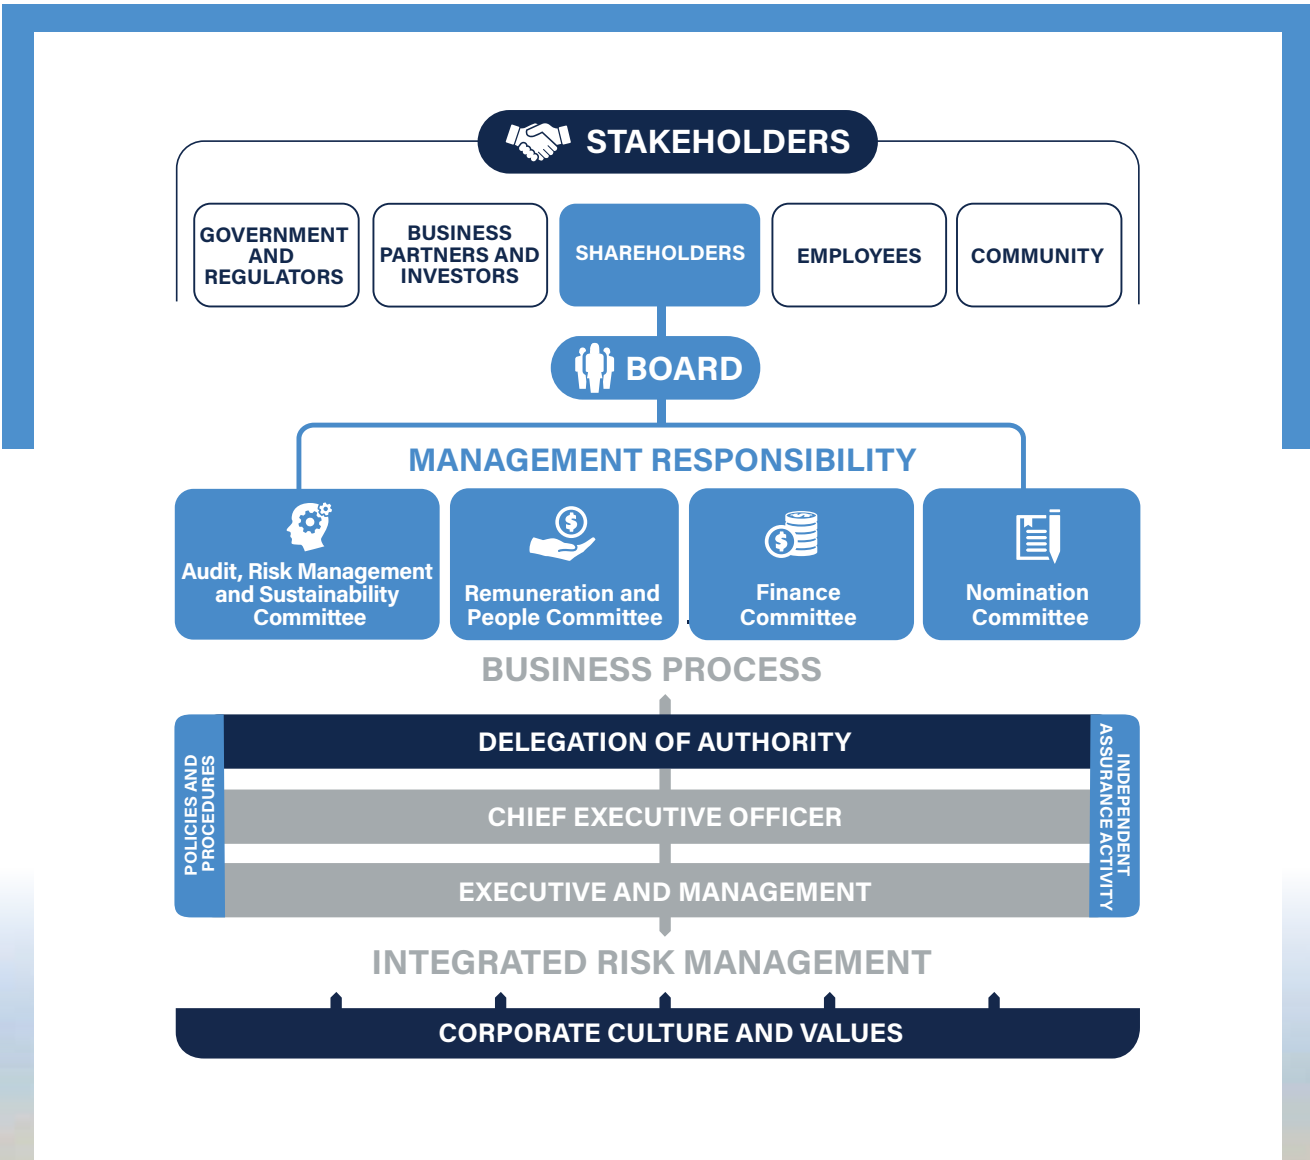 STAKEHOLDERS
GOVERNMENT
AND
REGULATORS
BUSINESS
PARTNERS AND
INVESTORS
SHAREHOLDERS
EMPLOYEES
COMMUNITY
BOARD
MANAGEMENT RESPONSIBILITY
Audit, Risk Management
and Sustainability
Committee
Remuneration and
People Committee
Finance
Committee
Nomination
Committee
BUSINESS PROCESS
POLICIES AND
PROCEDURES
DELEGATION OF AUTHORITY
CHIEF EXECUTIVE OFFICER
EXECUTIVE AND MANAGEMENT
INDEPENDENT
ASSURANCE ACTIVITY
INTEGRATED RISK MANAGEMENT
CORPORATE CULTURE AND VALUES